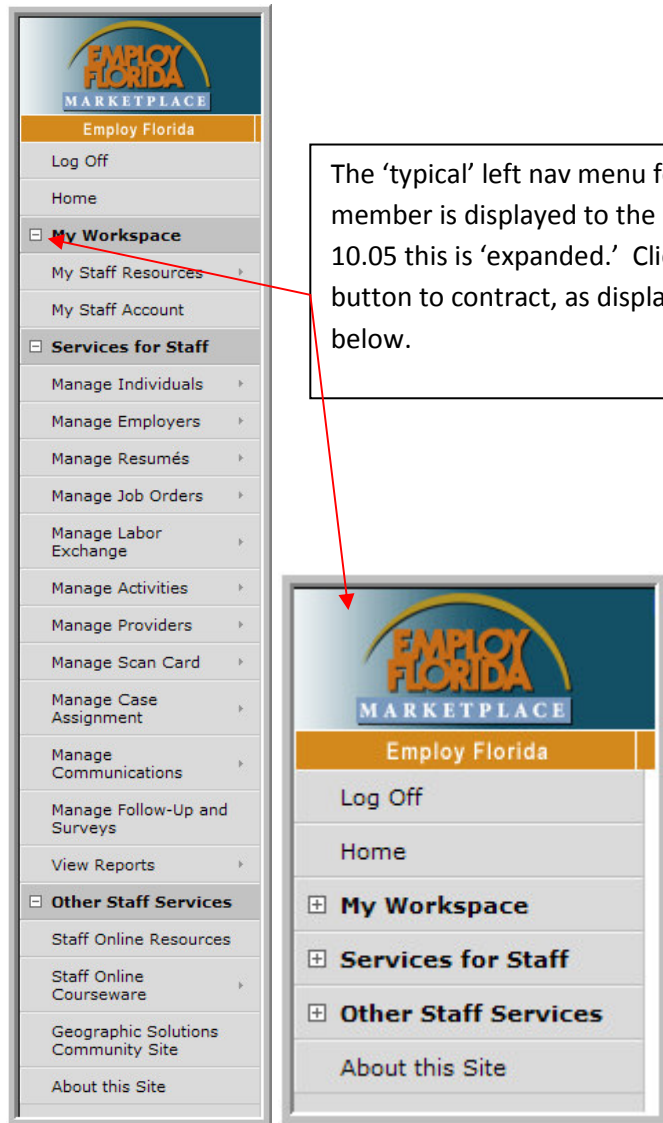 EMPLOY
FLORIDA
MARKETPLACE
Employ Florida
Log Off
Home
My Workspace
My Staff Resources
My Staff Account
Services for Staff
Manage Individuals
Manage Employers
Manage Resumés
Manage Job Orders
Manage Labor
Exchange
Manage Activities
Manage Providers
Manage Scan Card
Manage Case
Assignment
Manage
Communications
Manage Follow-Up and
Surveys
View Reports
Other Staff Services
Staff Online Resources
Staff Online
Courseware
Geographic Solutions
Community Site
About this Site
The ‘typical’ left nav menu
member is displayed to the
10.05 this is ‘expanded.’
button to contract, as
below.
EMPLOY
FLORIDA
MARKETPLACE
Employ Florida
Log Off
Home
My Workspace
Services for Staff
Other Staff Services
About this Site